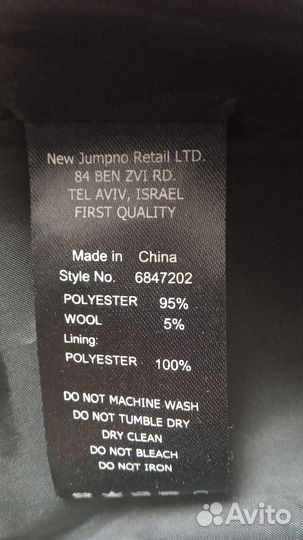 New Jumpno Retail LTD.
84 BEN ZVI RD.
TEL AVIV, ISRAEL
FIRST QUALITY
Made in China
Style No. 6847202
POLYESTER 95%
WOOL 5%
Lining:
POLYESTER 100%
DO NOT MACHINE WASH
DO NOT TUMBLE DRY
DRY CLEAN
DO NOT BLEACH
DO NOT IRON
Avito